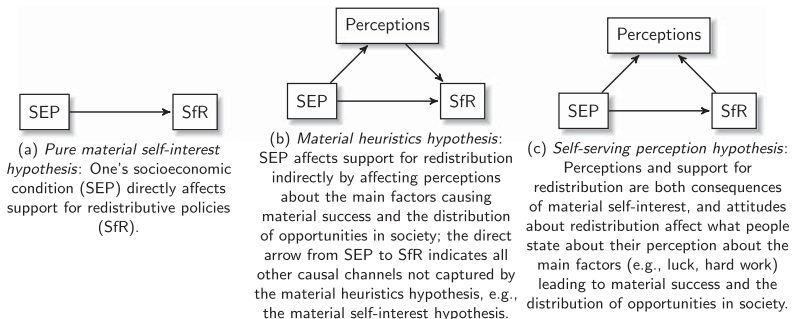 SEP
SfR
(a) Pure material self-interest
hypothesis: One's socioeconomic
condition (SEP) directly affects
support for redistributive policies
(SfR).
Perceptions
SEP
SfR
(b) Material heuristics hypothesis:
SEP affects support for redistribution
indirectly by affecting perceptions
about the main factors causing
material success and the distribution
of opportunities in society; the direct
arrow from SEP to SfR indicates all
other causal channels not captured by
the material heuristics hypothesis, e.g.,
the material self-interest hypothesis.
Perceptions
SEP
SfR
(c) Self-serving perception hypothesis:
Perceptions and support for
redistribution are both consequences
of material self-interest, and attitudes
about redistribution affect what people
state about their perception about the
main factors (e.g., luck, hard work)
leading to material success and the
distribution of opportunities in society.